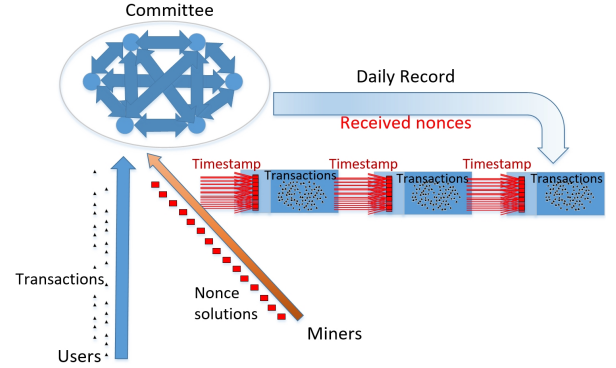 Committee
Daily Record
Received nonces
Timestamp
Timestamp
Timestamp
Transactions
Transactions
Transactions
Transactions
Nonce
solutions
Miners
Users